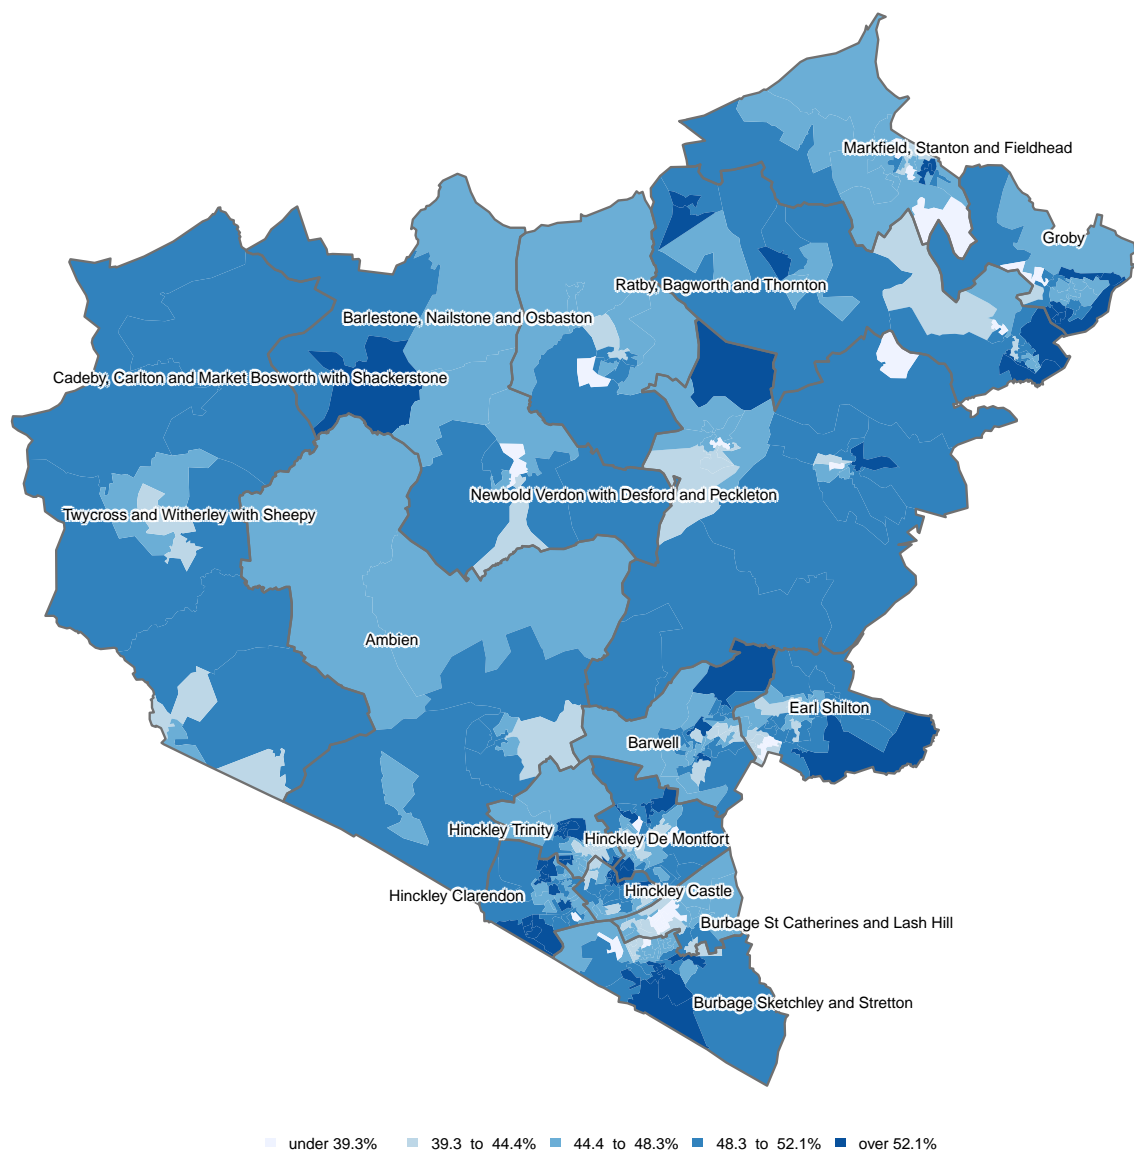 Markfield, Stanton and Fieldhead
Groby
Ratby, Bagworth and Thornton
Barlestone, Nailstone and Osbaston
Cadeby, Carlton and Market Bosworth with Shackerstone
Newbold Verdon with Desford and Peckleton
Twycross and Witherley with Sheepy
Ambien
Earl Shilton
Barwell
Hinckley Trinity
Hinckley De Montfort
Hinckley Castle
Hinckley Clarendon
Burbage St Catherines and Lash Hill
Burbage Sketchley and Stretton
under 39.3% 39.3 to 44.4% 44.4 to 48.3% 48.3 to 52.1% over 52.1%